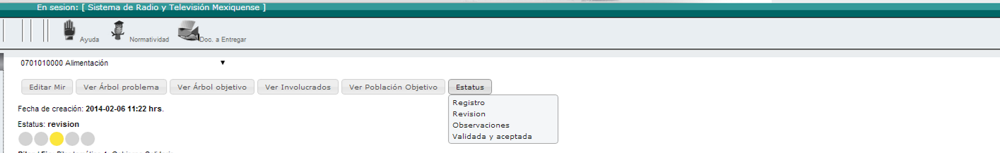 En sesion: [ Sistema de Radio y Televisión Mexiquense ]
Ayuda Normatividad Doc. a Entregar
0701010000 Alimentación
Editar Mir Ver Árbol problema Ver Árbol objetivo Ver Involucrados Ver Población Objetivo Estatus
Registro
Revision
Observaciones
Validada y aceptada
Fecha de creación: 2014-02-06 11:22 hrs.
Estatus: revision